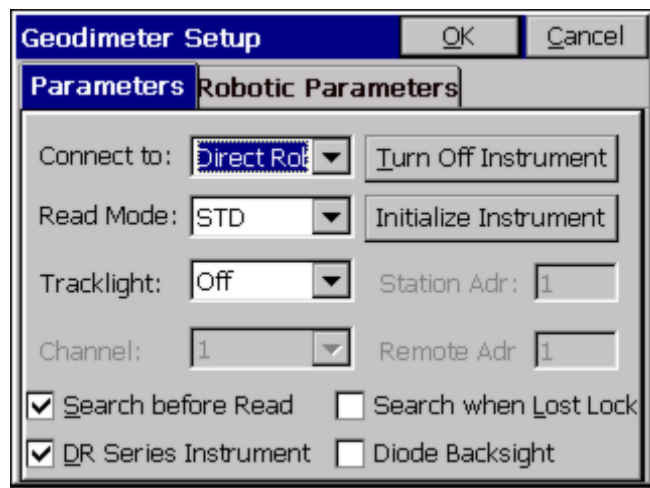 Geodimeter Setup OK Cancel
Parameters Robotic Parameters
Connect to: Direct Rob Turn Off Instrument
Read Mode: STD Initialize Instrument
Tracklight: Off Station Adr: 1
Channel: 1 Remote Adr 1
Search before Read Search when Lost Lock
DR Series Instrument Diode Backsight